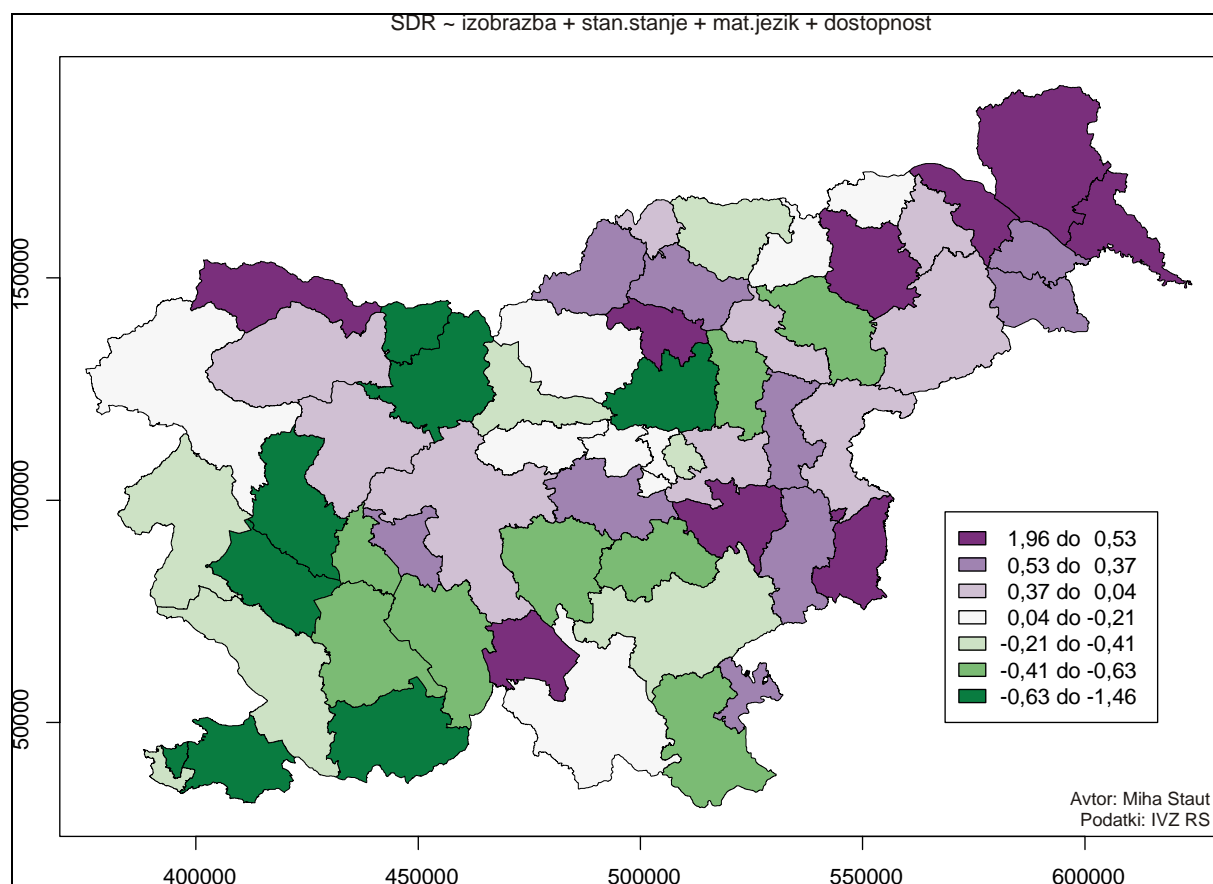 SDR ~ izobrazba + stan.stanje + mat.jezik + dostopnost
150000
100000
50000
1,96 do 0,53
0,53 do 0,37
0,37 do 0,04
0,04 do -0,21
-0,21 do -0,41
-0,41 do -0,63
-0,63 do -1,46
Avtor: Miha Staut
Podatki: IVZ RS
400000 450000 500000 550000 600000